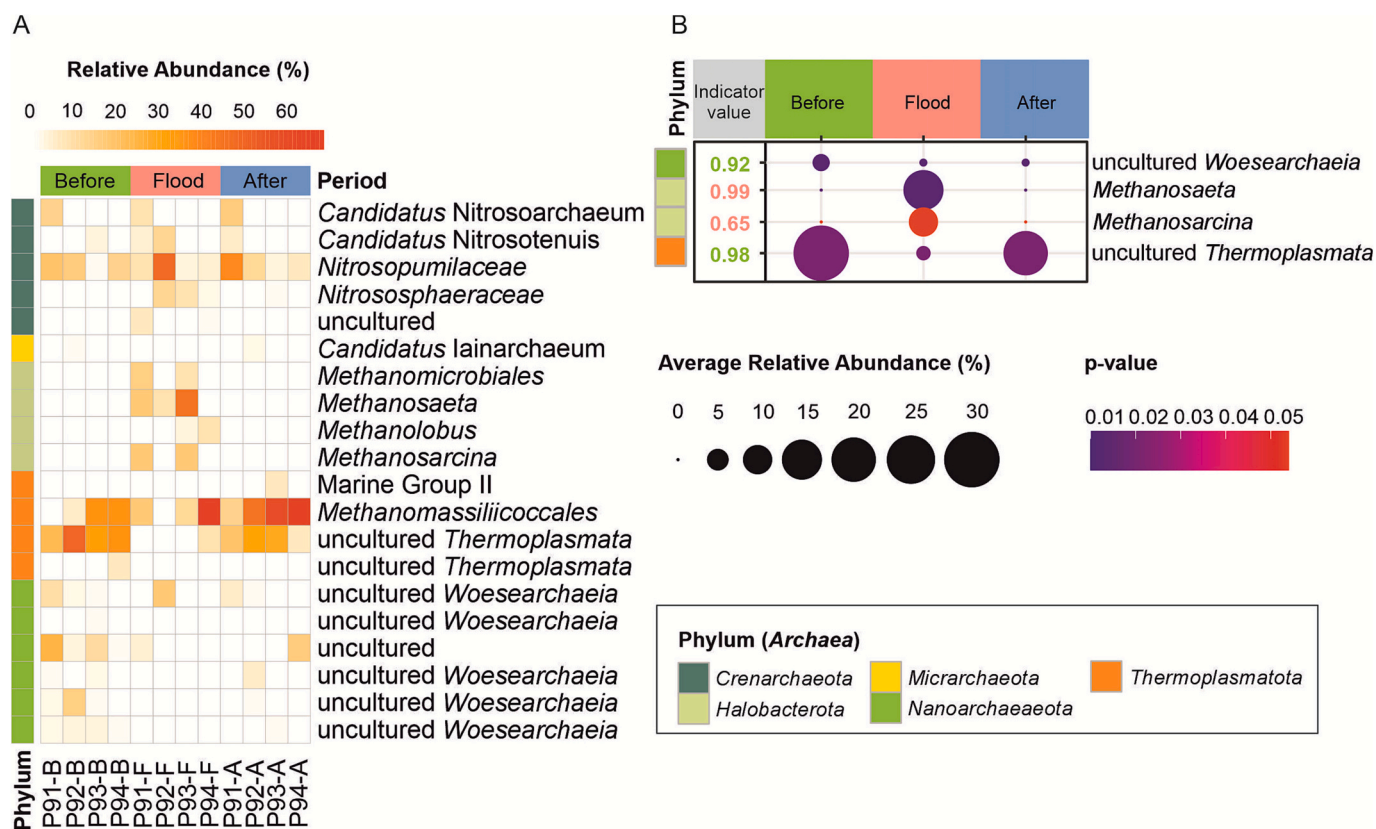 A
Relative Abundance (%)
0 10 20 30 40 50 60
Before Flood After Period
Candidatus Nitrosoarchaeum
Candidatus Nitrosotenuis
Nitrosopumilaceae
Nitrososphaeraceae
uncultured
Candidatus Iainarchaeum
Methanomicrobiales
Methanosaeta
Methanolobus
Methanosarcina
Marine Group II
Methanomassiliicoccales
uncultured Thermoplasmata
uncultured Thermoplasmata
uncultured Woesearchaeia
uncultured Woesearchaeia
uncultured
uncultured Woesearchaeia
uncultured Woesearchaeia
uncultured Woesearchaeia
Phylum
P91-B
P92-B
P93-B
P94-B
P91-F
P92-F
P93-F
P94-F
P91-A
P92-A
P93-A
P94-A
B
Phylum
Indicator
value
Before Flood After
0.92 uncultured Woesearchaeia
0.99 Methanosaeta
0.65 Methanosarcina
0.98 uncultured Thermoplasmata
Average Relative Abundance (%)
0 5 10 15 20 25 30
p-value
0.01 0.02 0.03 0.04 0.05
Phylum (Archaea)
Crenarchaeota Micrarchaeota Thermoplasmatota
Halobacterota Nanoarchaeaeota